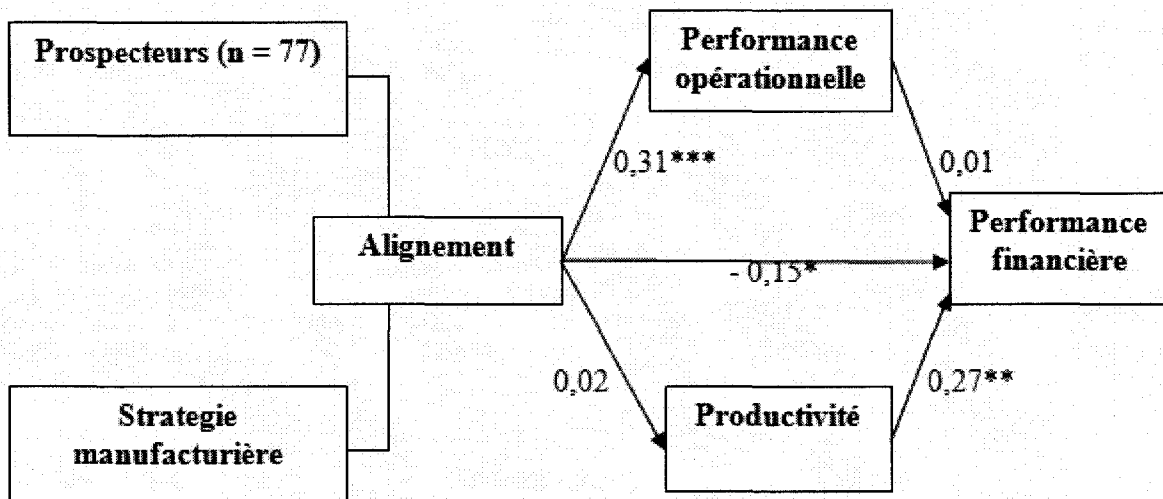 Prospecteurs (n = 77)
Performance
opérationnelle
0,31***
0,01
Alignement
Performance
financière
- 0,15*
0,02
0,27**
Strategie
manufacturière
Productivité